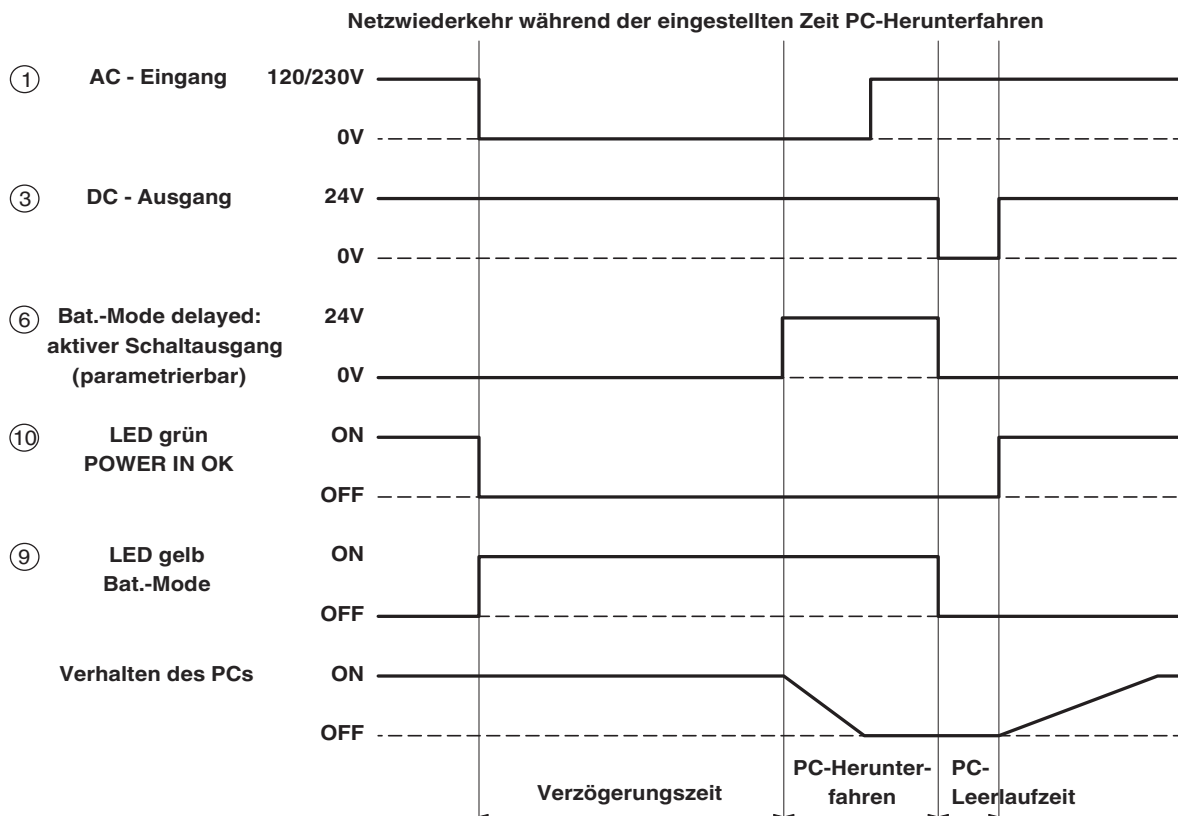 Netzwiederkehr während der eingestellten Zeit PC-Herunterfahren
1 AC - Eingang 120/230V
0V
3 DC - Ausgang 24V
0V
6 Bat.-Mode delayed: 24V
aktiver Schaltausgang
(parametrierbar) 0V
10 LED grün ON
POWER IN OK
OFF
9 LED gelb ON
Bat.-Mode
OFF
Verhalten des PCs ON
OFF
Verzögerungszeit
PC-Herunter-
fahren
PC-
Leerlaufzeit